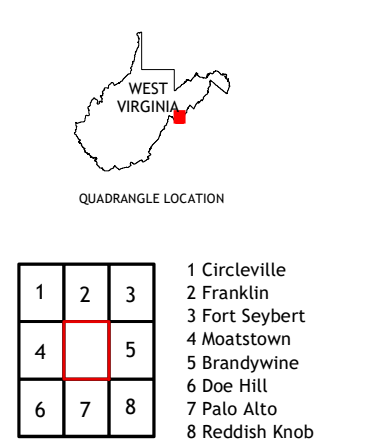 WEST
VIRGINIA
QUADRANGLE LOCATION
1 2 3
4 5
6 7 8
1 Circleville
2 Franklin
3 Fort Seybert
4 Moatstown
5 Brandywine
6 Doe Hill
7 Palo Alto
8 Reddish Knob